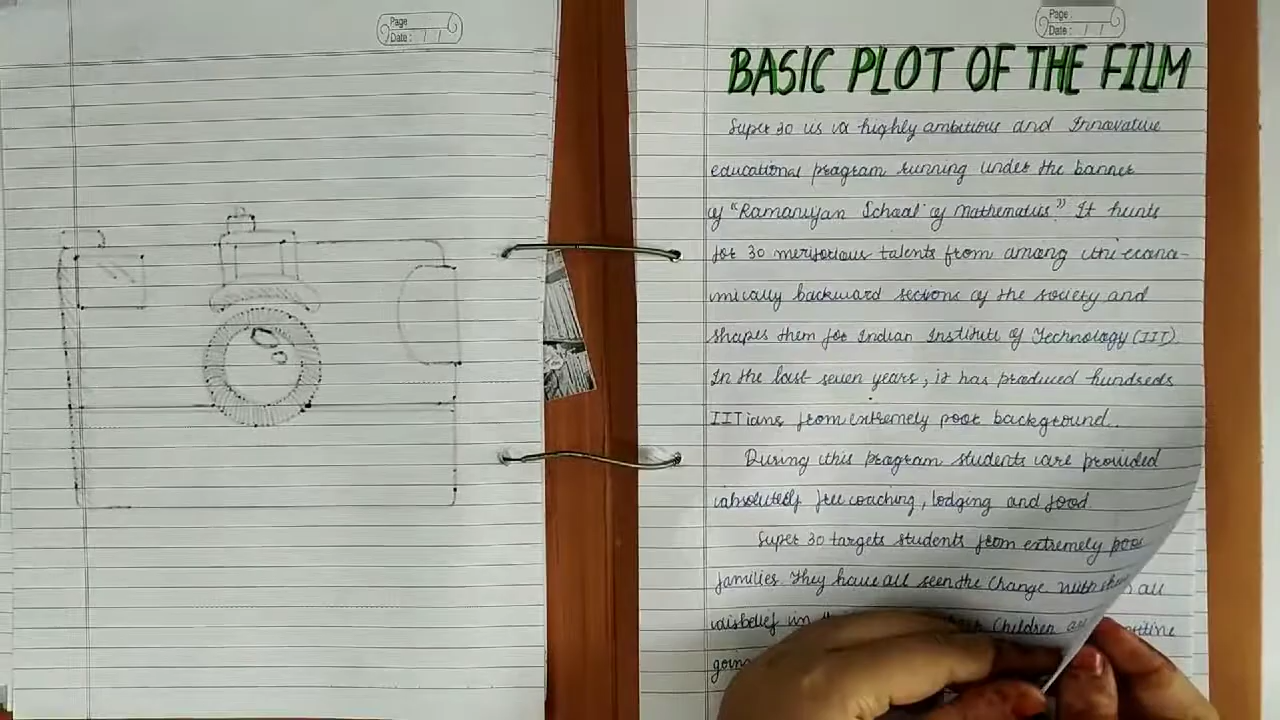 Page
Date :
Page :
Date :
BASIC PLOT OF THE FILM
Super 30 is a highly ambitious and Innovative
educational program running under the banner
of "Ramanujan School of Mathematics." It hunts
for 30 meritorious talents from among the econo-
mically backward sections of the society and
shapes them for Indian Institute of Technology (IIT).
In the last seven years, it has produced hundreds
IITians from extremely poor background.
During this program students are provided
absolutely free coaching, lodging and food.
Super 30 targets students from extremely poor
families They have all seen the Change with all
disbelief in Children
going